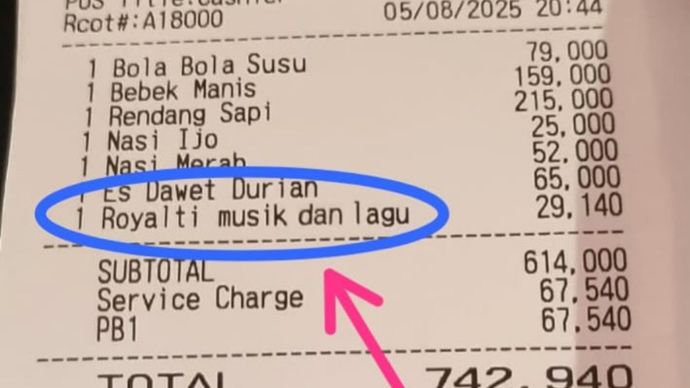 Rcpt#:A18000 05/08/2025 20:44
1 Bola Bola Susu 79,000
1 Bebek Manis 159,000
1 Rendang Sapi 215,000
1 Nasi Ijo 25,000
1 Nasi Merah 52,000
1 Es Dawet Durian 65,000
1 Royalti musik dan lagu 29,140
SUBTOTAL 614,000
Service Charge 67,540
PB1 67,540
TOTAL 742,940